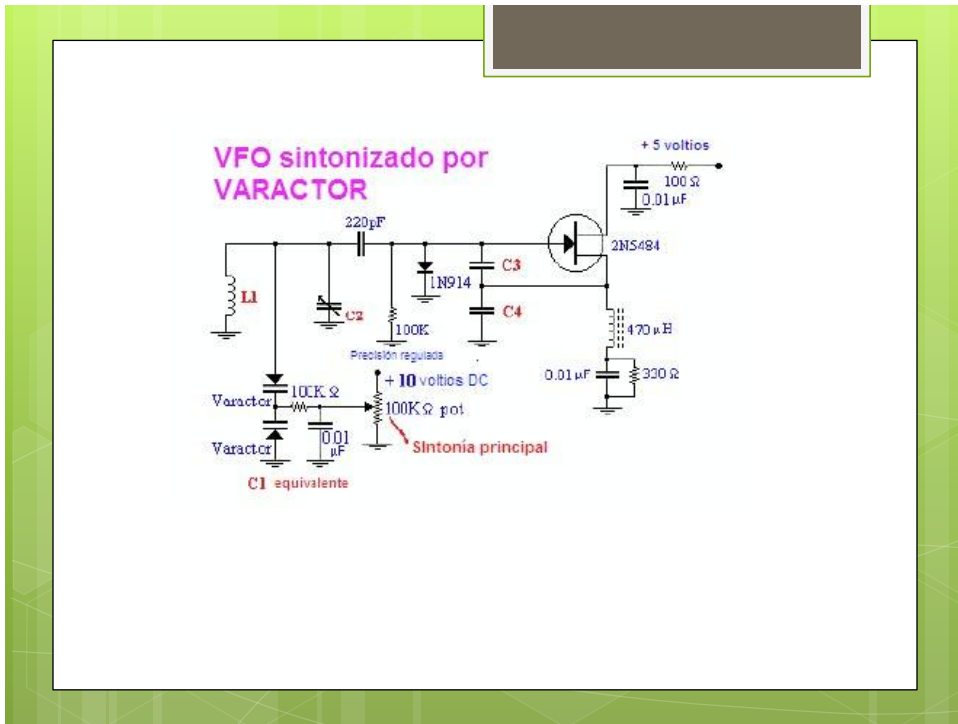 VFO sintonizado por
VARACTOR
+ 5 voltios
100 Ω
0.01 µF
220pF
2N5484
C3
1N914
L1
C2
C4
100K
470 µH
Precisión regulada
+ 10 voltios DC
0.01 µF
330 Ω
100K Ω
Varactor
100K Ω pot
0.01
µF
Varactor
SIntonía principal
C1 equivalente